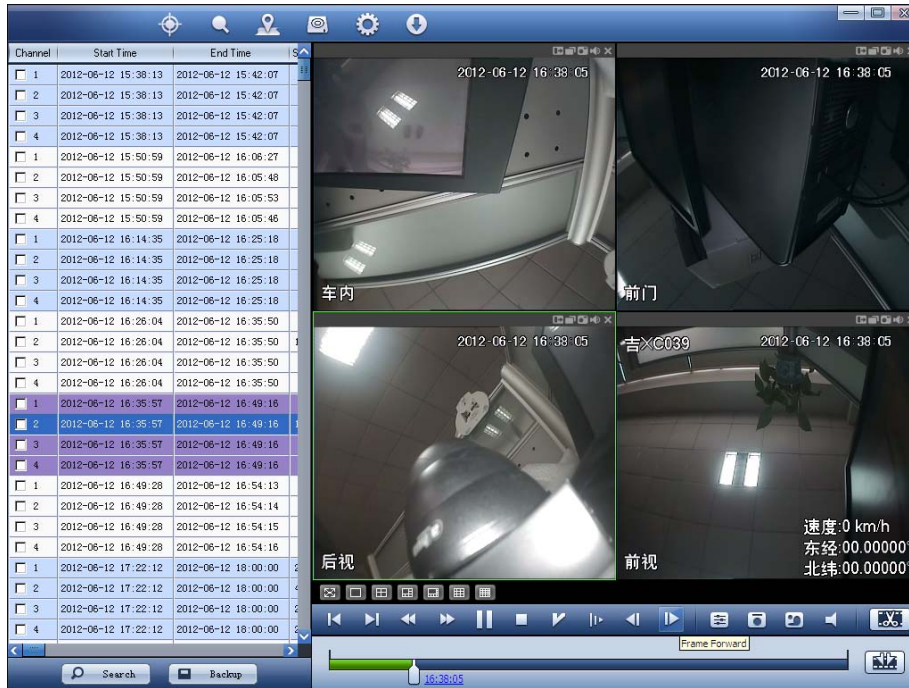 Channel Start Time End Time S
1 2012-06-12 15:38:13 2012-06-12 15:42:07
2 2012-06-12 15:38:13 2012-06-12 15:42:07
3 2012-06-12 15:38:13 2012-06-12 15:42:07
4 2012-06-12 15:38:13 2012-06-12 15:42:07
1 2012-06-12 15:50:59 2012-06-12 16:06:27
2 2012-06-12 15:50:59 2012-06-12 16:05:48
3 2012-06-12 15:50:59 2012-06-12 16:05:53
4 2012-06-12 15:50:59 2012-06-12 16:05:46
1 2012-06-12 16:14:35 2012-06-12 16:25:18
2 2012-06-12 16:14:35 2012-06-12 16:25:18
3 2012-06-12 16:14:35 2012-06-12 16:25:18
4 2012-06-12 16:14:35 2012-06-12 16:25:18
1 2012-06-12 16:26:04 2012-06-12 16:35:50
2 2012-06-12 16:26:04 2012-06-12 16:35:50 1
3 2012-06-12 16:26:04 2012-06-12 16:35:50
4 2012-06-12 16:26:04 2012-06-12 16:35:50
1 2012-06-12 16:35:57 2012-06-12 16:49:16
2 2012-06-12 16:35:57 2012-06-12 16:49:16 1
3 2012-06-12 16:35:57 2012-06-12 16:49:16
4 2012-06-12 16:35:57 2012-06-12 16:49:16
1 2012-06-12 16:49:28 2012-06-12 16:54:13
2 2012-06-12 16:49:28 2012-06-12 16:54:14
3 2012-06-12 16:49:28 2012-06-12 16:54:15
4 2012-06-12 16:49:28 2012-06-12 16:54:16
1 2012-06-12 17:22:12 2012-06-12 18:00:00 2
2 2012-06-12 17:22:12 2012-06-12 18:00:00 4
3 2012-06-12 17:22:12 2012-06-12 18:00:00 2
4 2012-06-12 17:22:12 2012-06-12 18:00:00 2
Search Backup
2012-06-12 16:38:05
车内
2012-06-12 16:38:05
前门
2012-06-12 16:38:05
后视
吉XC039 2012-06-12 16:38:05
速度:0 km/h
东经:00.00000°
北纬:00.00000°
前视
Frame Forward
16:38:05